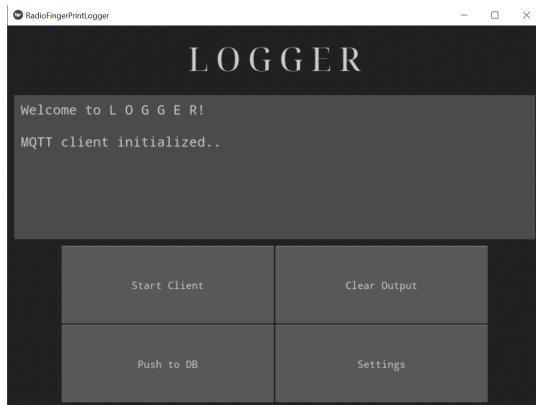 RadioFingerPrintLogger
LOGGER
Welcome to L O G G E R!
MQTT client initialized..
Start Client
Clear Output
Push to DB
Settings